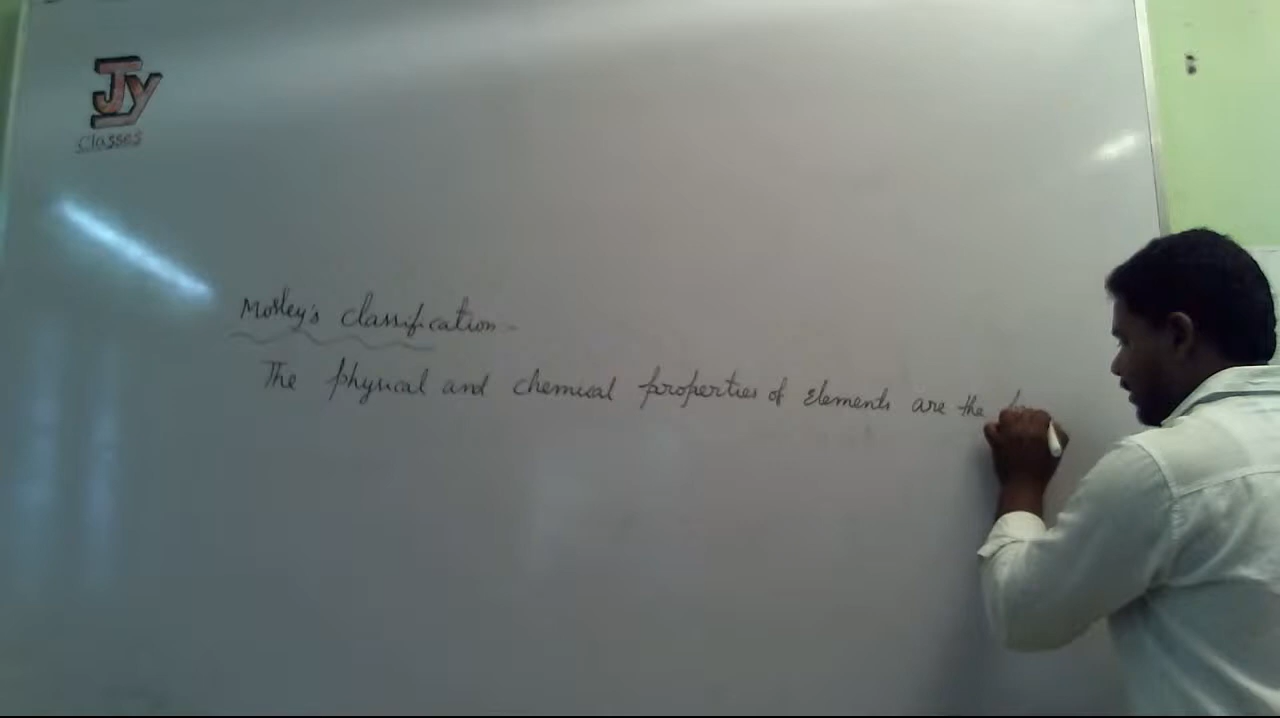 Jy
Classes
Mosley's classification -
The physical and chemical properties of Elements are the